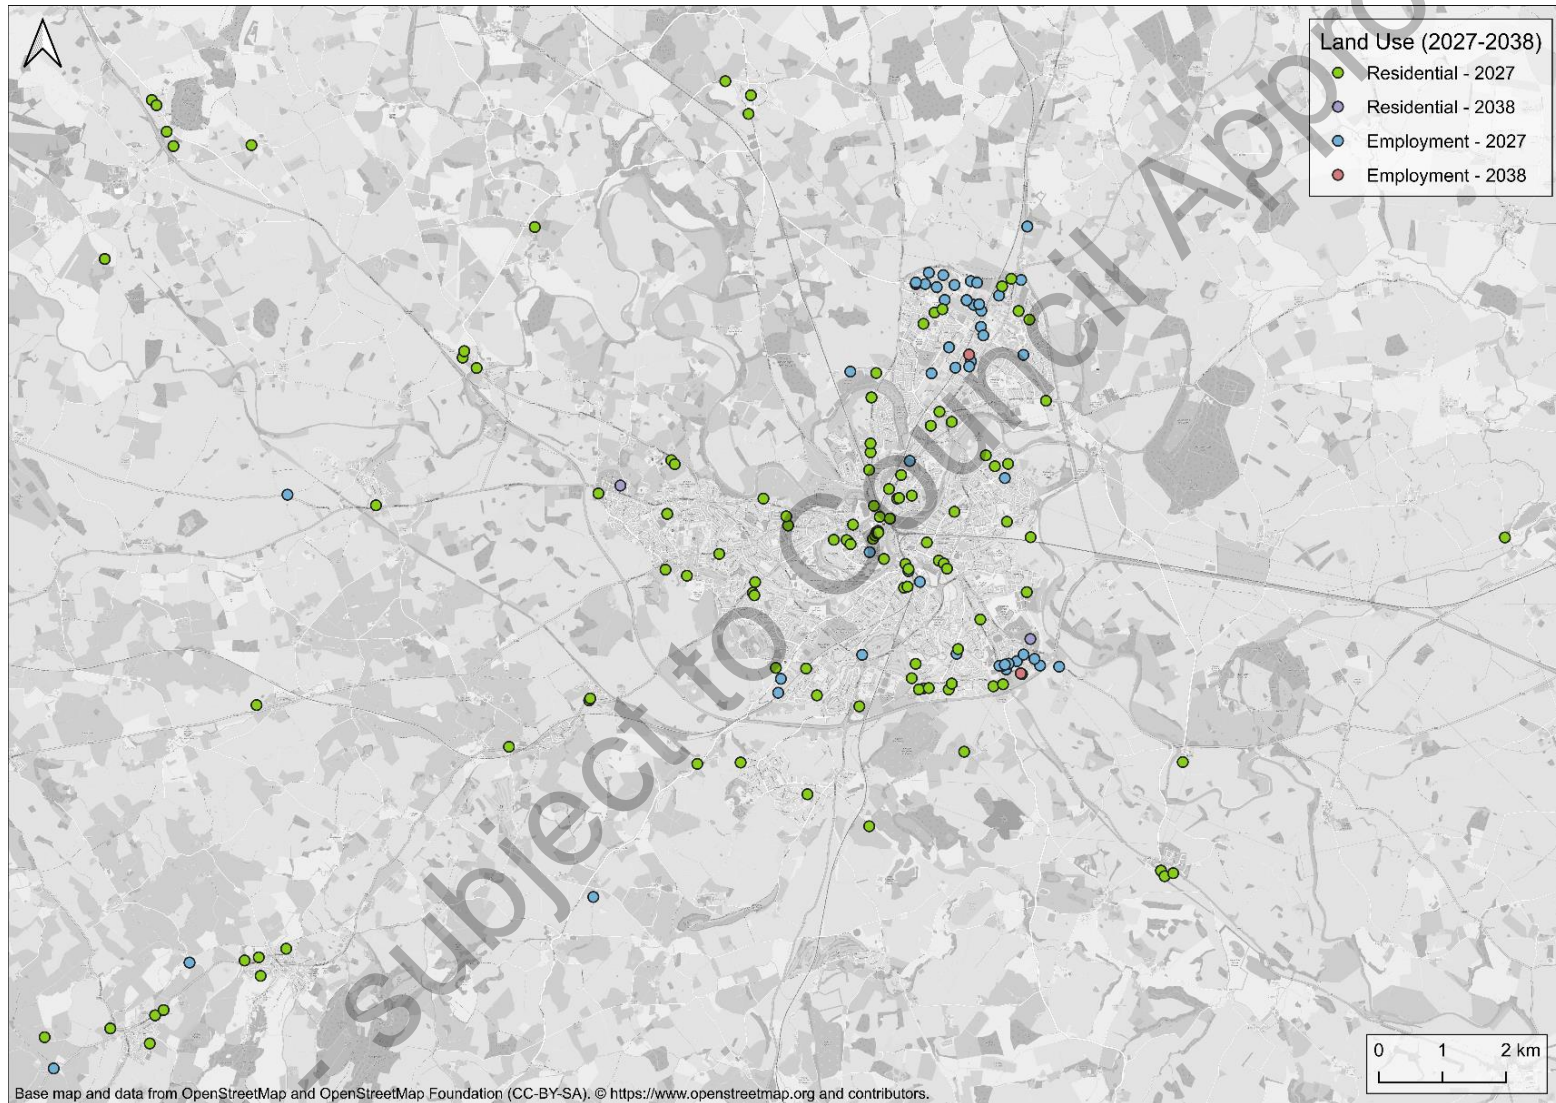 Land Use (2027-2038)
Residential - 2027
Residential - 2038
Employment - 2027
Employment - 2038
- subject to Council Appro
0 1 2 km
Base map and data from OpenStreetMap and OpenStreetMap Foundation (CC-BY-SA). © https://www.openstreetmap.org and contributors.